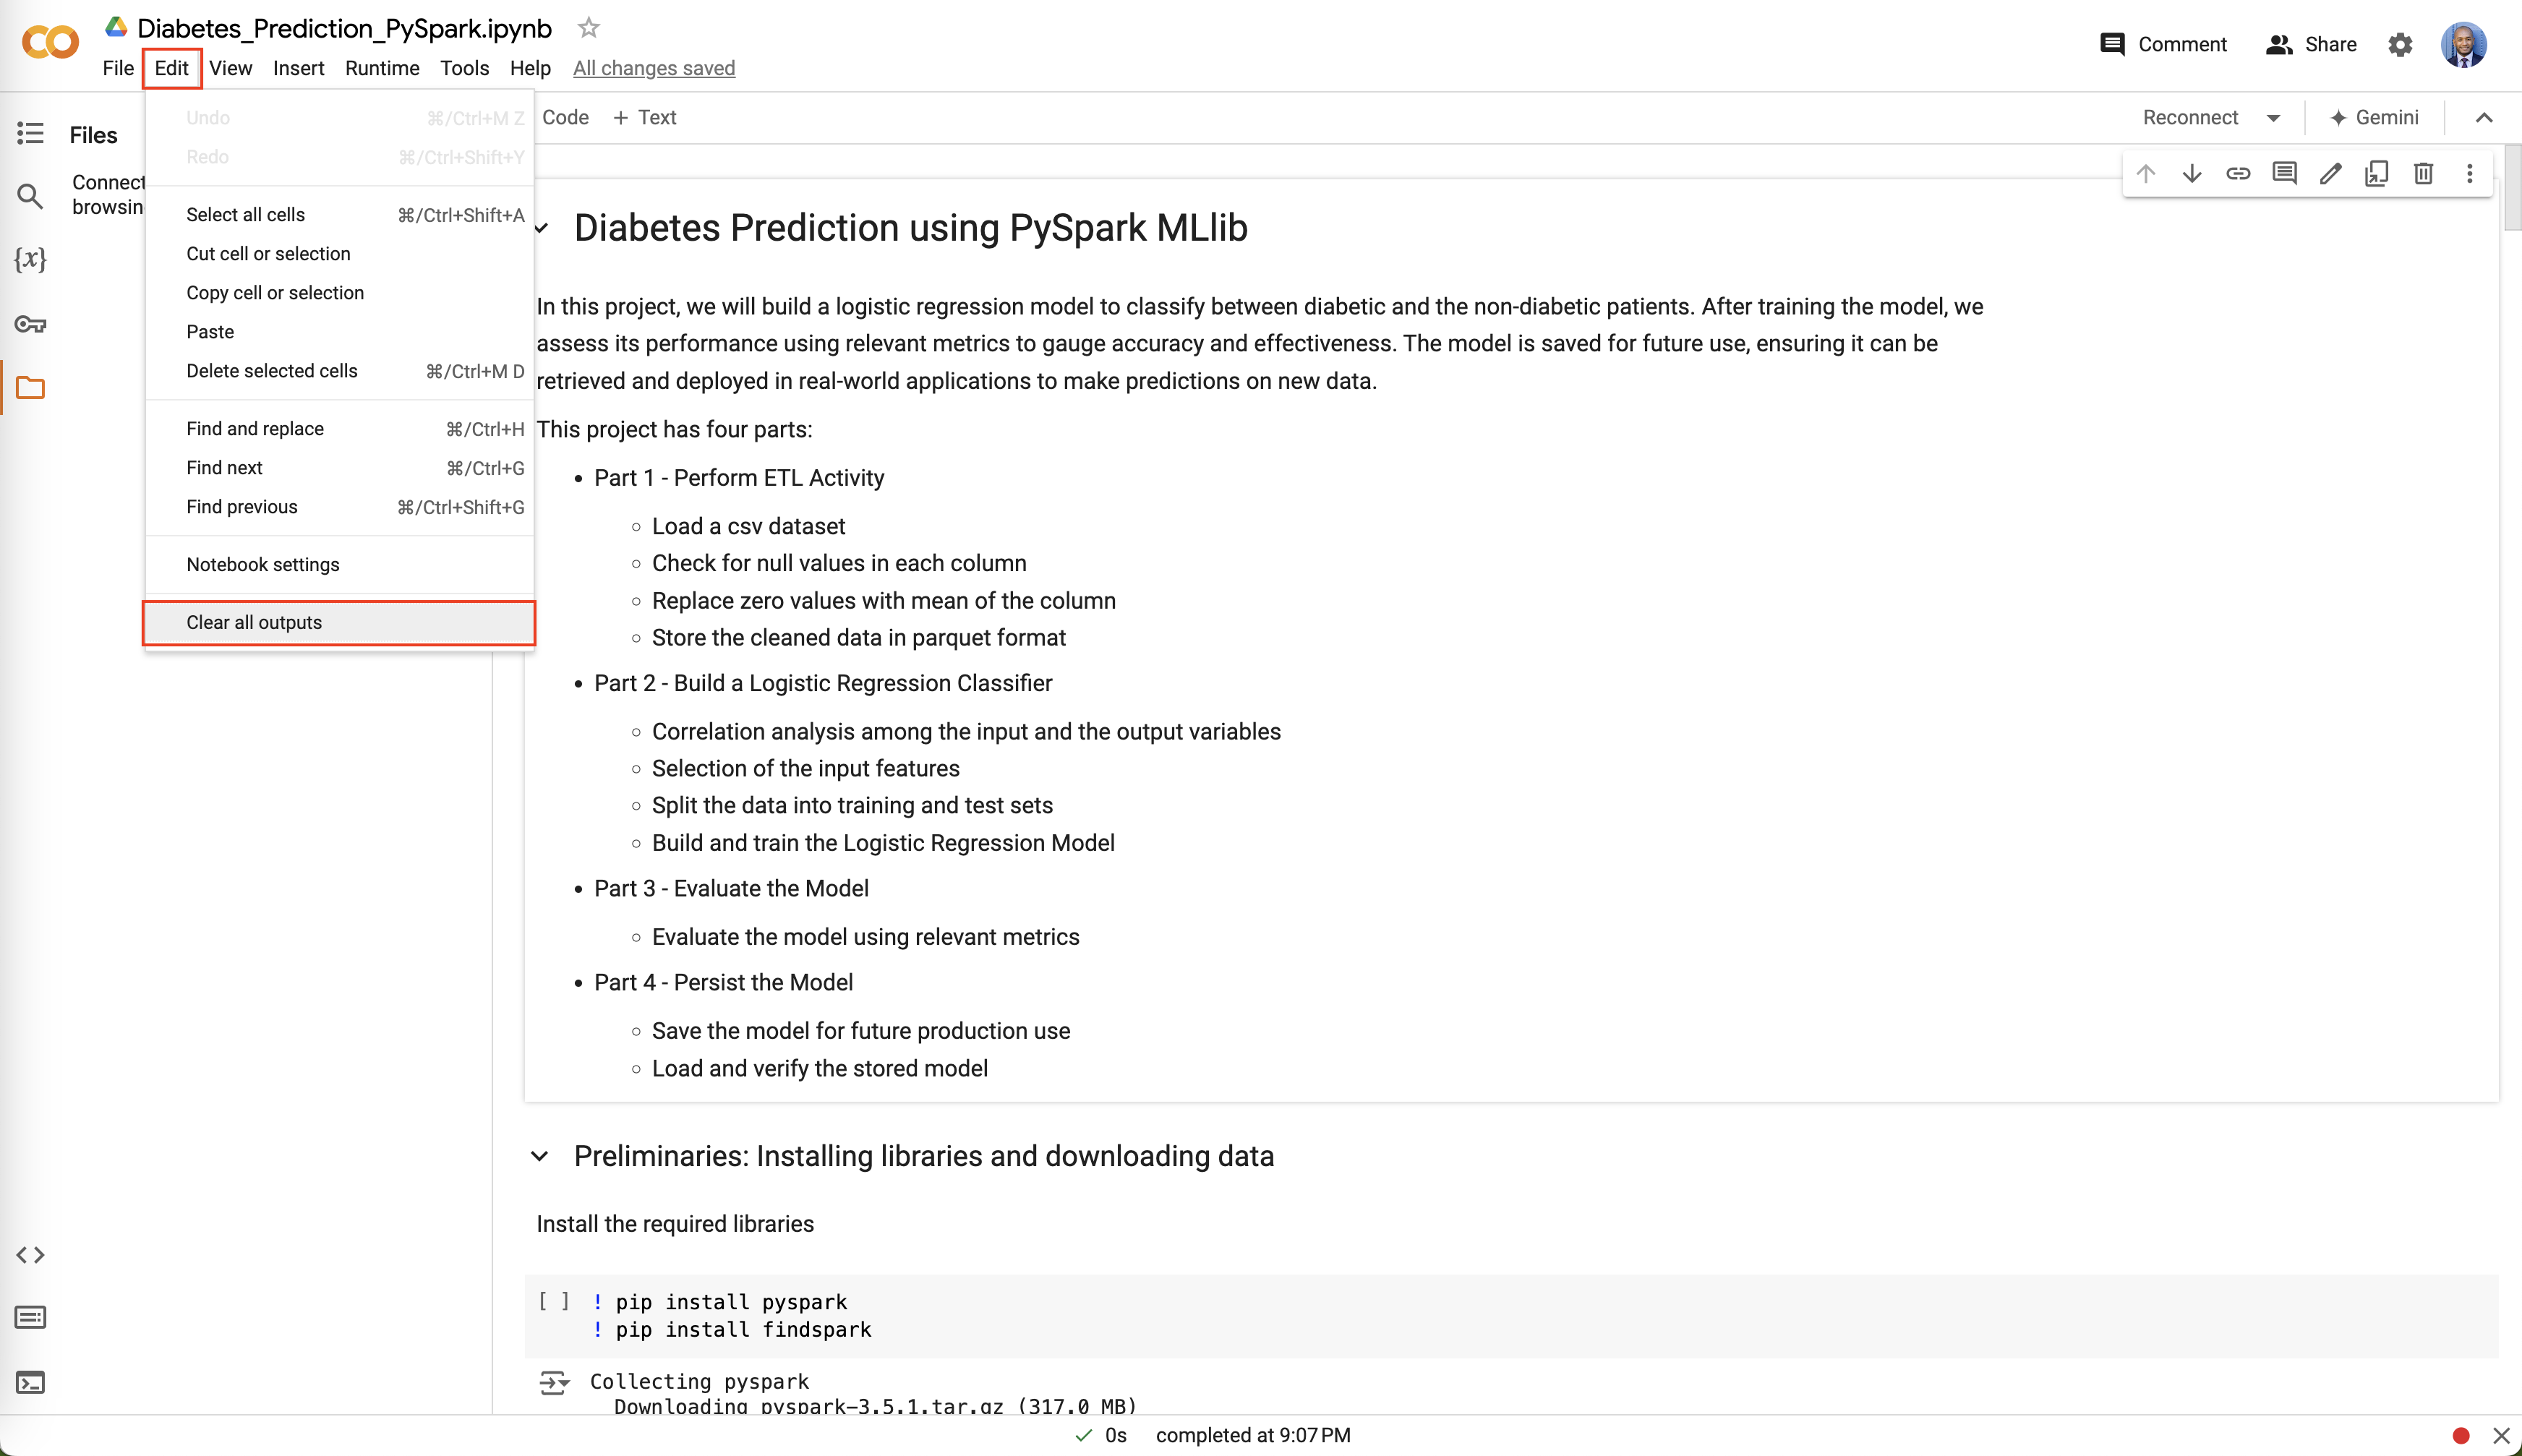 Diabetes_Prediction_PySpark.ipynb
File Edit View Insert Runtime Tools Help All changes saved
Comment
Share
Code + Text
Reconnect
Gemini
Files
Connect
browsin
{x}
Undo ⌘/Ctrl+M Z
Redo ⌘/Ctrl+Shift+Y
Select all cells ⌘/Ctrl+Shift+A
Cut cell or selection
Copy cell or selection
Paste
Delete selected cells ⌘/Ctrl+M D
Find and replace ⌘/Ctrl+H
Find next ⌘/Ctrl+G
Find previous ⌘/Ctrl+Shift+G
Notebook settings
Clear all outputs
Diabetes Prediction using PySpark MLlib
In this project, we will build a logistic regression model to classify between diabetic and the non-diabetic patients. After training the model, we
assess its performance using relevant metrics to gauge accuracy and effectiveness. The model is saved for future use, ensuring it can be
retrieved and deployed in real-world applications to make predictions on new data.
This project has four parts:
• Part 1 - Perform ETL Activity
◦ Load a csv dataset
◦ Check for null values in each column
◦ Replace zero values with mean of the column
◦ Store the cleaned data in parquet format
• Part 2 - Build a Logistic Regression Classifier
◦ Correlation analysis among the input and the output variables
◦ Selection of the input features
◦ Split the data into training and test sets
◦ Build and train the Logistic Regression Model
• Part 3 - Evaluate the Model
◦ Evaluate the model using relevant metrics
• Part 4 - Persist the Model
◦ Save the model for future production use
◦ Load and verify the stored model
Preliminaries: Installing libraries and downloading data
Install the required libraries
[ ] ! pip install pyspark
! pip install findspark
Collecting pyspark
Downloading pyspark-3.5.1.tar.gz (317.0 MB)
✓ 0s completed at 9:07 PM